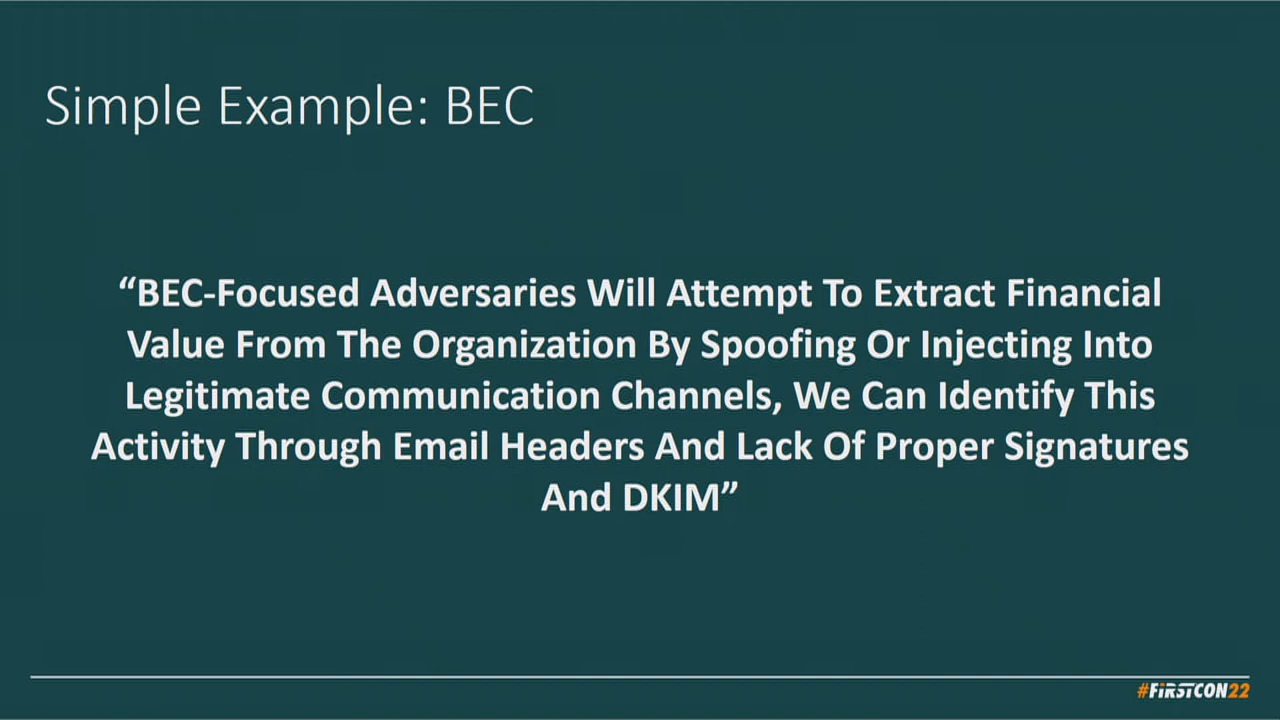 Simple Example: BEC
“BEC-Focused Adversaries Will Attempt To Extract Financial
Value From The Organization By Spoofing Or Injecting Into
Legitimate Communication Channels, We Can Identify This
Activity Through Email Headers And Lack Of Proper Signatures
And DKIM”
#FiRSTCON22